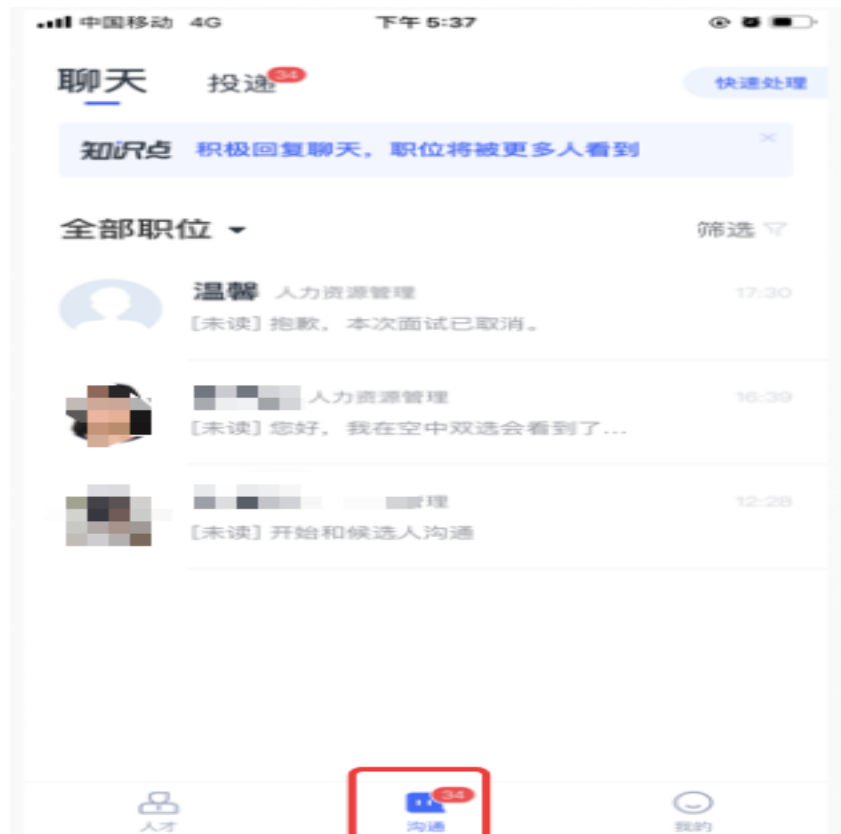 中国移动 4G 下午 5:37
聊天 投递 34 快速处理
知识点 积极回复聊天，职位将被更多人看到
全部职位 筛选
温馨 人力资源管理 17:30
[未读] 抱歉，本次面试已取消。
人力资源管理 16:39
[未读] 您好，我在空中双选会看到了...
管理 12:28
[未读] 开始和候选人沟通
34
人才 沟通 我的